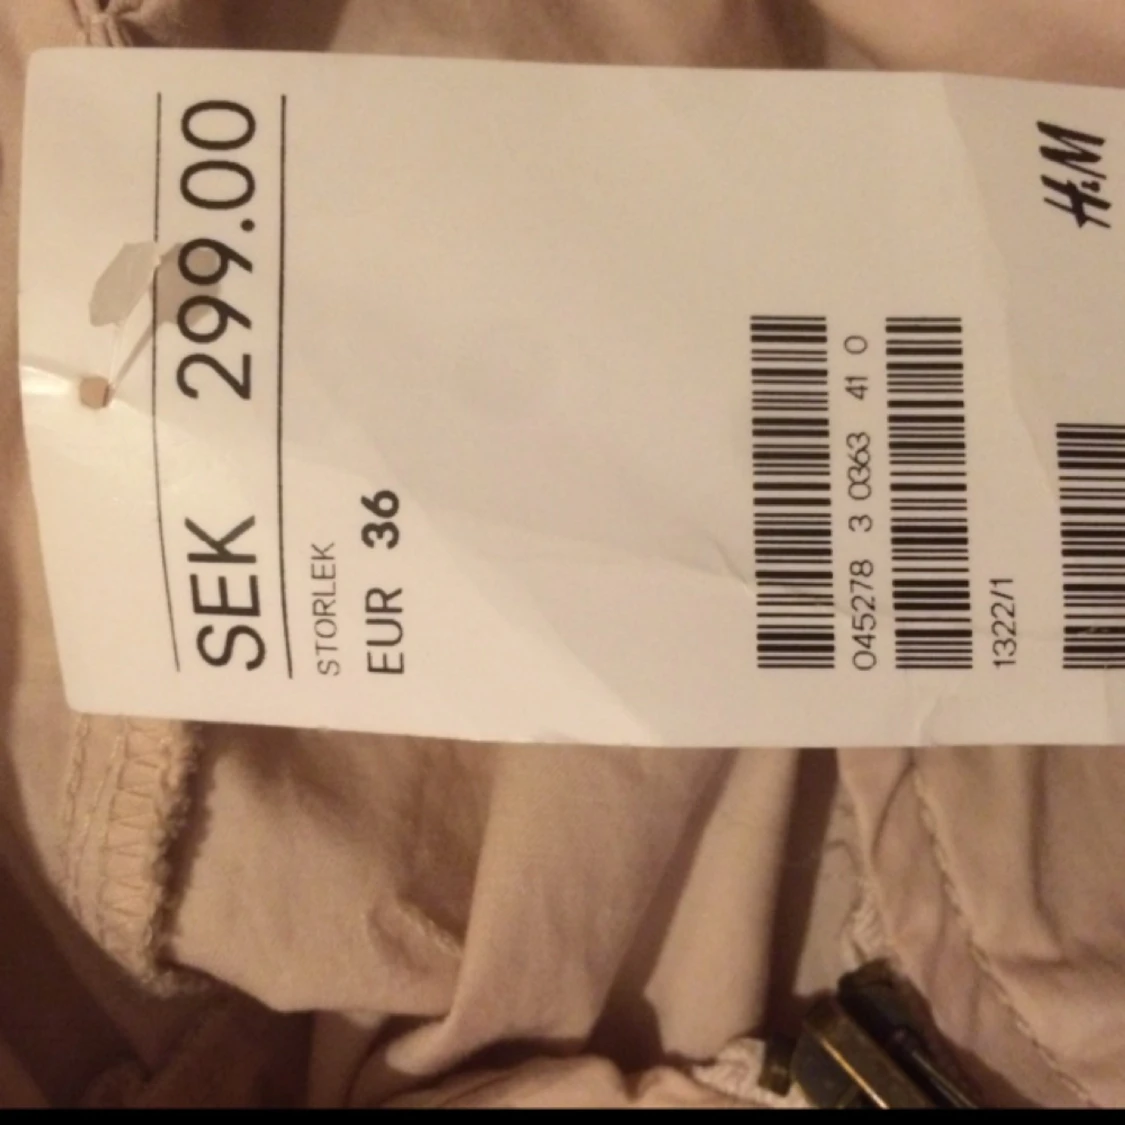 SEK 299.00
STORLEK
EUR 36
045278 3 0363 41 0
1322/1
H&M